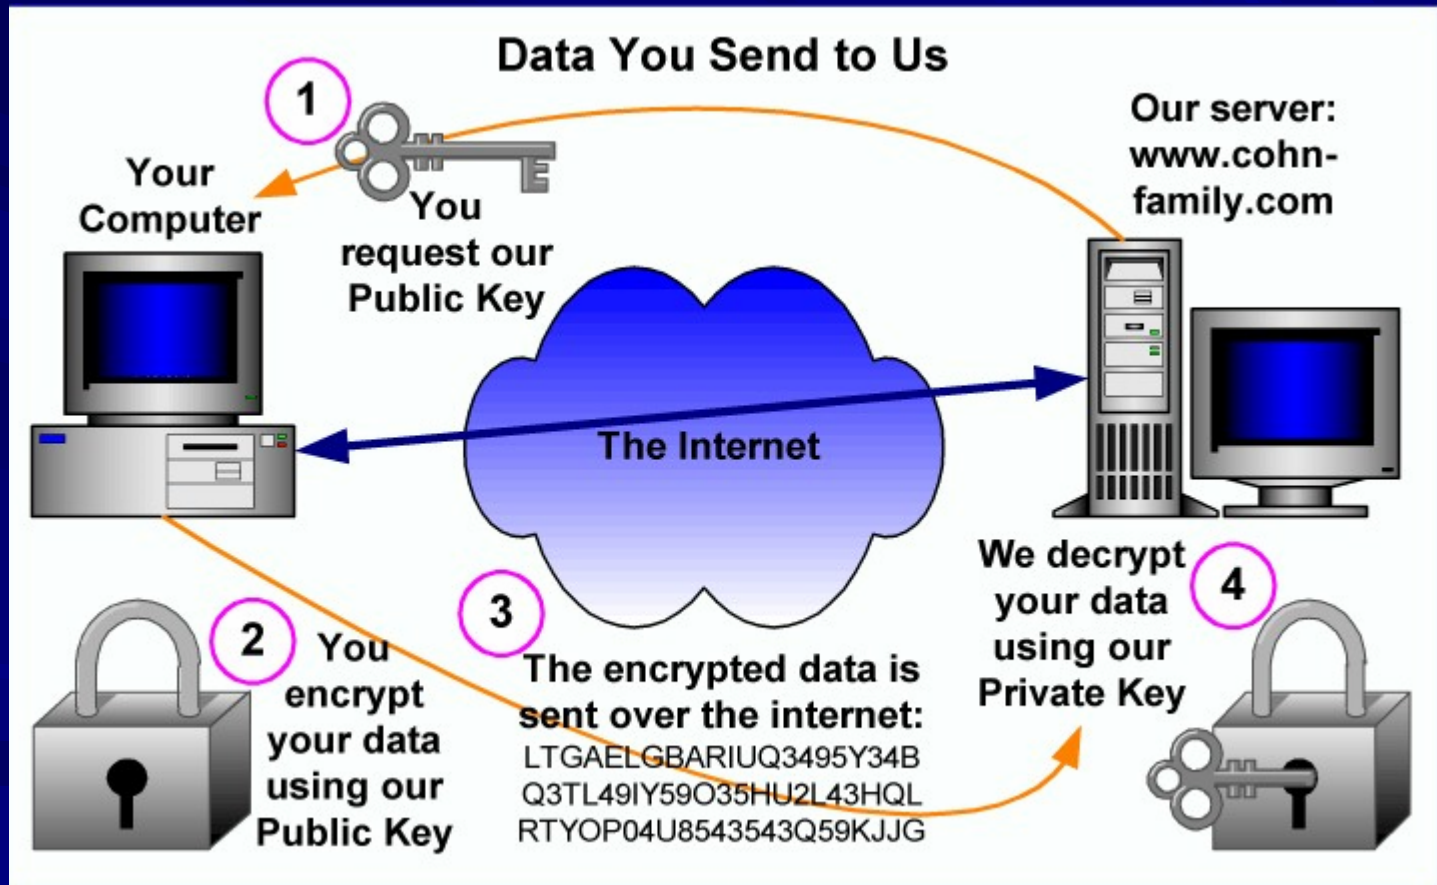 Data You Send to Us
1
Your
Computer
You
request our
Public Key
Our server:
www.cohn-
family.com
The Internet
2
You
encrypt
your data
using our
Public Key
3
The encrypted data is
sent over the internet:
LTGAELGBARIUQ3495Y34B
Q3TL49IY59O35HU2L43HQL
RTYOP04U8543543Q59KJJG
We decrypt
your data
using our
Private Key
4